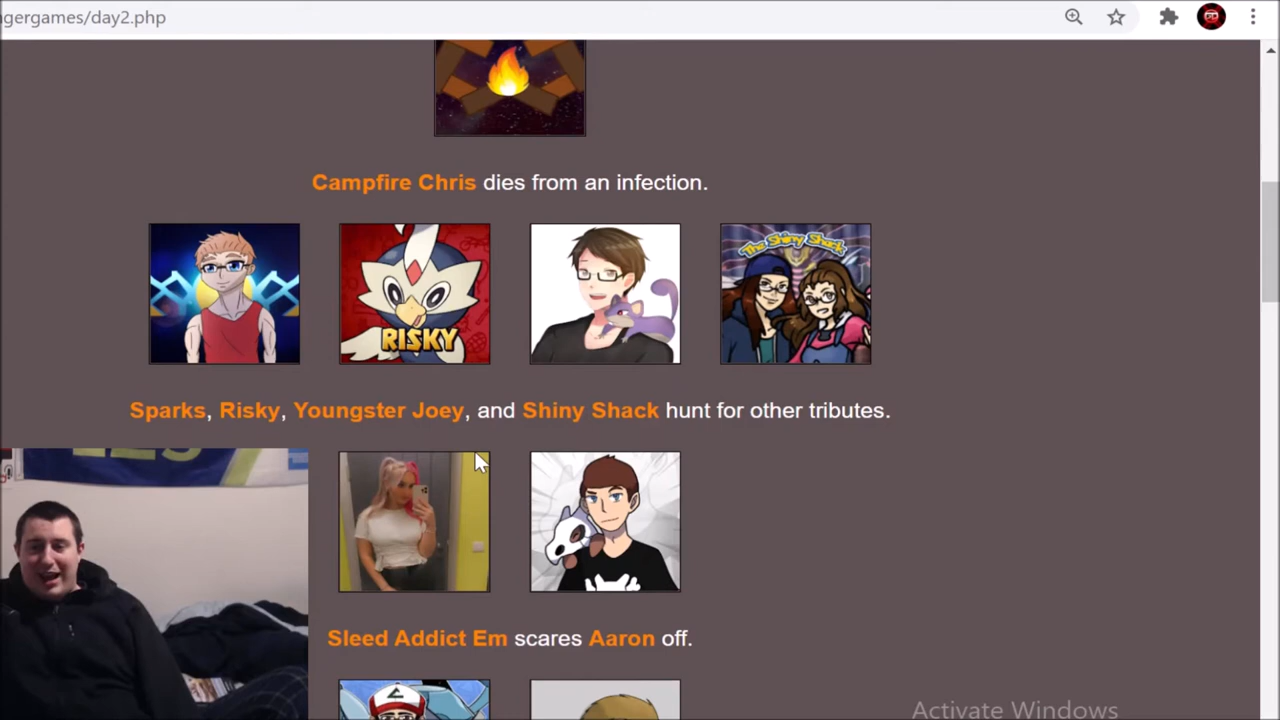 ngergames/day2.php
Campfire Chris dies from an infection.
The Shiny Shack
RISKY
Sparks, Risky, Youngster Joey, and Shiny Shack hunt for other tributes.
Sleed Addict Em scares Aaron off.
Activate Windows